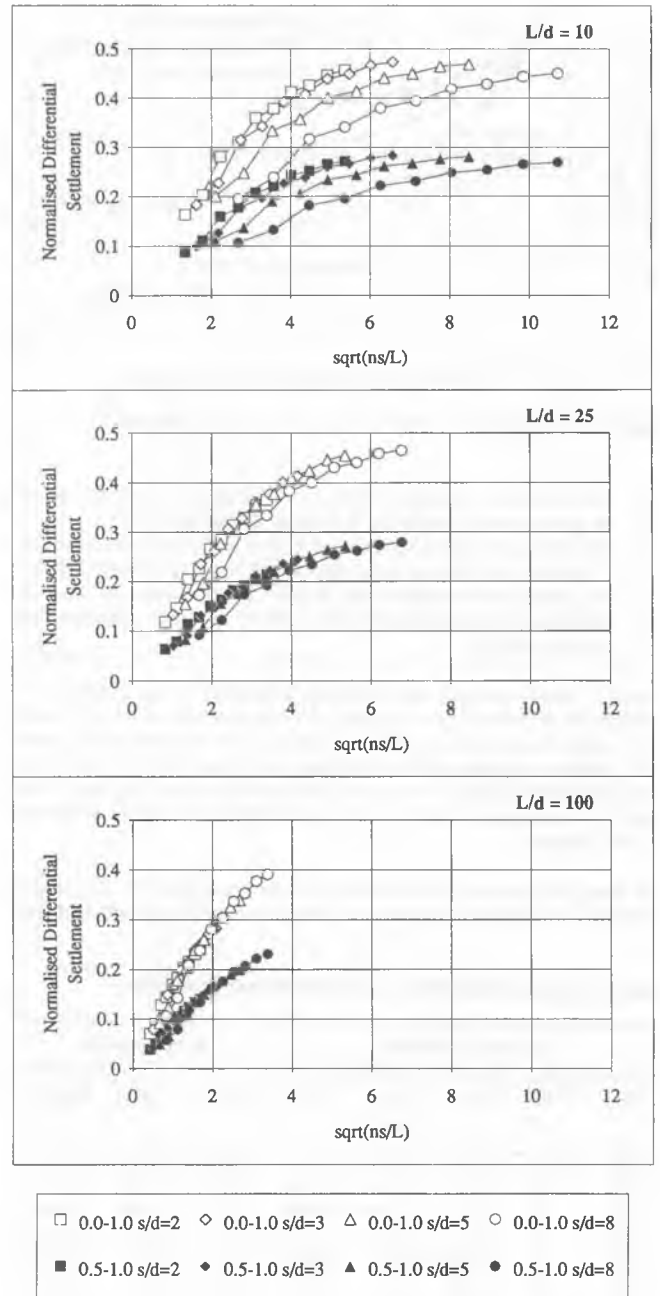 L/d = 10
0.5
0.4
0.3
0.2
0.1
0
Normalised Differential
Settlement
0 2 4 6 8 10 12
sqrt(ns/L)
L/d = 25
0.5
0.4
0.3
0.2
0.1
0
Normalised Differential
Settlement
0 2 4 6 8 10 12
sqrt(ns/L)
L/d = 100
0.5
0.4
0.3
0.2
0.1
0
Normalised Differential
Settlement
0 2 4 6 8 10 12
sqrt(ns/L)
0.0-1.0 s/d=2 0.0-1.0 s/d=3 0.0-1.0 s/d=5 0.0-1.0 s/d=8
0.5-1.0 s/d=2 0.5-1.0 s/d=3 0.5-1.0 s/d=5 0.5-1.0 s/d=8